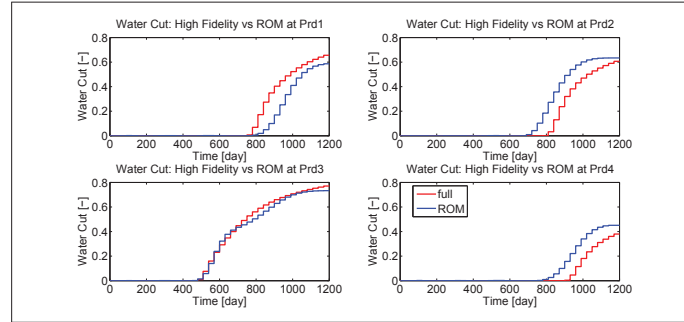 Water Cut: High Fidelity vs ROM at Prd1
Water Cut [−]
0.8
0.6
0.4
0.2
0
0 200 400 600 800 1000 1200
Time [day]
Water Cut: High Fidelity vs ROM at Prd2
Water Cut [−]
0.8
0.6
0.4
0.2
0
0 200 400 600 800 1000 1200
Time [day]
Water Cut: High Fidelity vs ROM at Prd3
Water Cut [−]
0.8
0.6
0.4
0.2
0
0 200 400 600 800 1000 1200
Time [day]
Water Cut: High Fidelity vs ROM at Prd4
Water Cut [−]
0.8
0.6
0.4
0.2
0
full
ROM
0 200 400 600 800 1000 1200
Time [day]